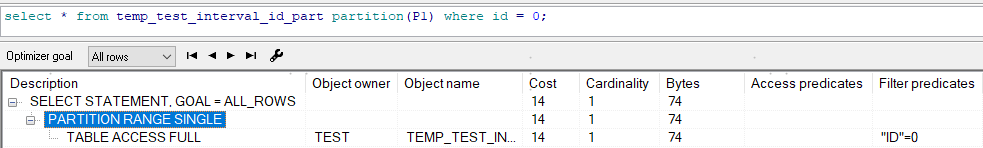 select * from temp_test_interval_id_part partition(P1) where id = 0;
Optimizer goal All rows
Description Object owner Object name Cost Cardinality Bytes Access predicates Filter predicates
SELECT STATEMENT, GOAL = ALL_ROWS 14 1 74
PARTITION RANGE SINGLE 14 1 74
TABLE ACCESS FULL TEST TEMP_TEST_IN... 14 1 74 "ID"=0